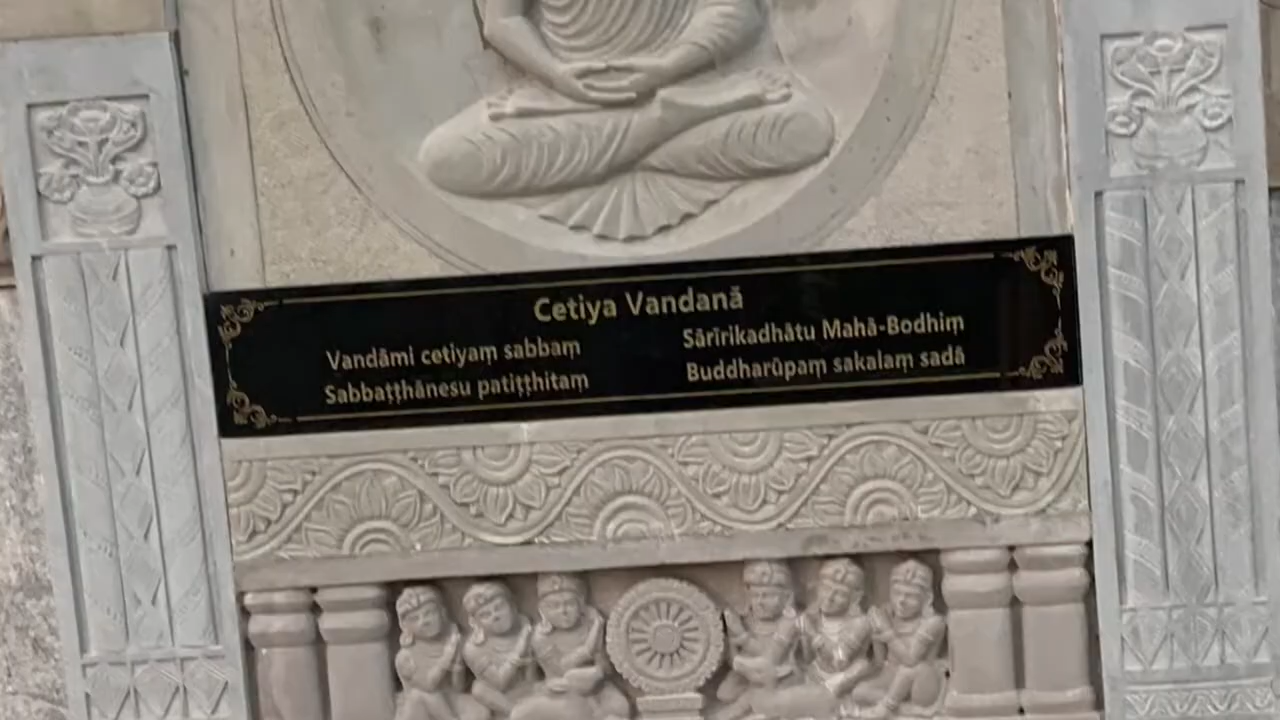 Cetiya Vandanā
Vandāmi cetiyaṃ sabbaṃ
Sabbaṭṭhānesu patiṭṭhitaṃ
Sārīrikadhātu Mahā-Bodhiṃ
Buddharūpaṃ sakalaṃ sadā